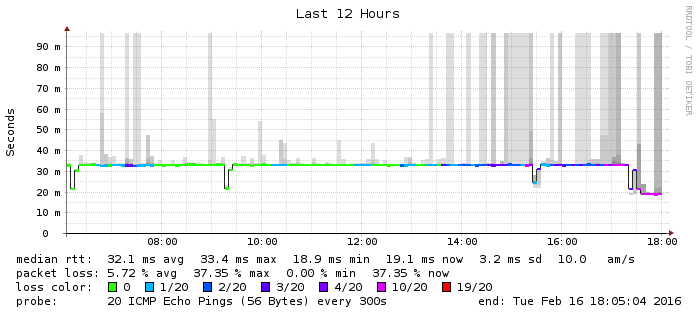 Last 12 Hours
RRDTOOL / TOBI OETIKER
Seconds
90 m
80 m
70 m
60 m
50 m
40 m
30 m
20 m
10 m
0
08:00 10:00 12:00 14:00 16:00 18:00
median rtt: 32.1 ms avg 33.4 ms max 18.9 ms min 19.1 ms now 3.2 ms sd 10.0 am/s
packet loss: 5.72 % avg 37.35 % max 0.00 % min 37.35 % now
loss color: 0 1/20 2/20 3/20 4/20 10/20 19/20
probe: 20 ICMP Echo Pings (56 Bytes) every 300s end: Tue Feb 16 18:05:04 2016